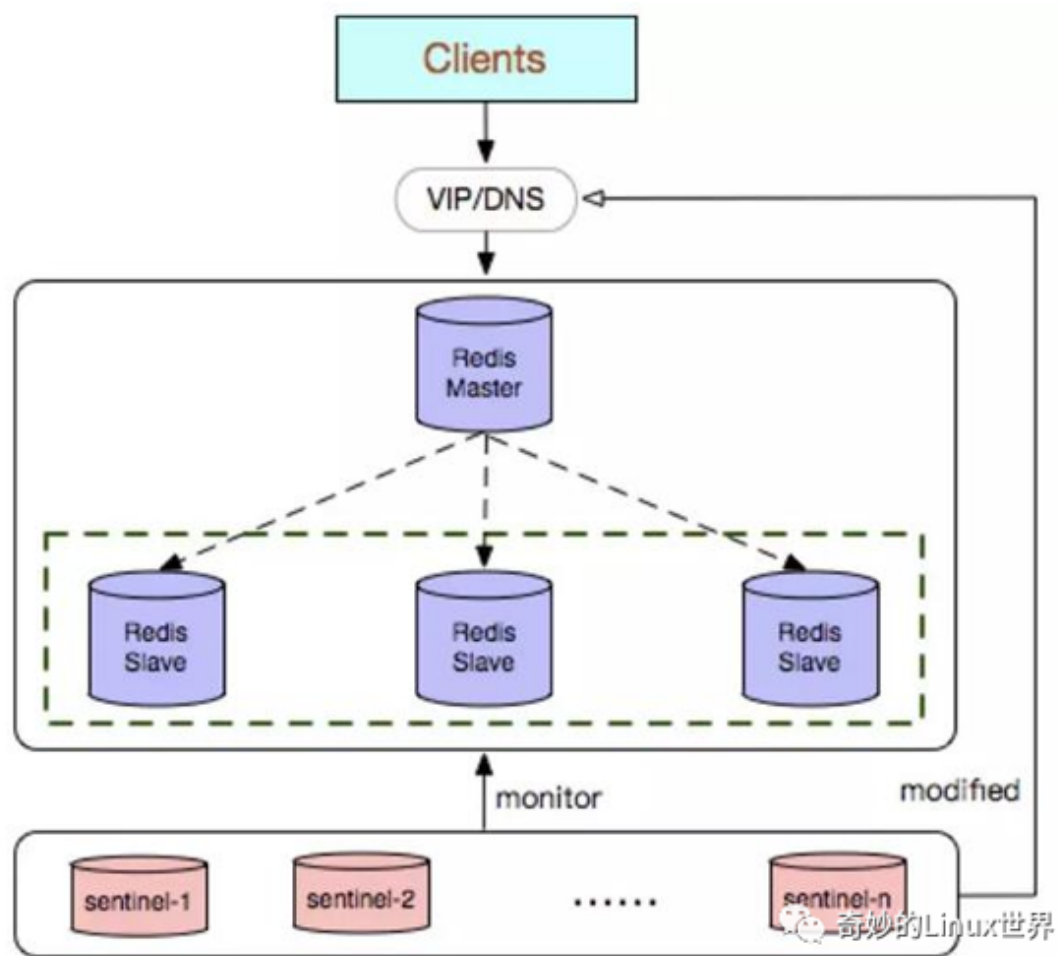 Clients
VIP/DNS
Redis
Master
Redis
Slave
Redis
Slave
Redis
Slave
monitor
modified
sentinel-1
sentinel-2
......
sentinel-n
奇妙的Linux世界